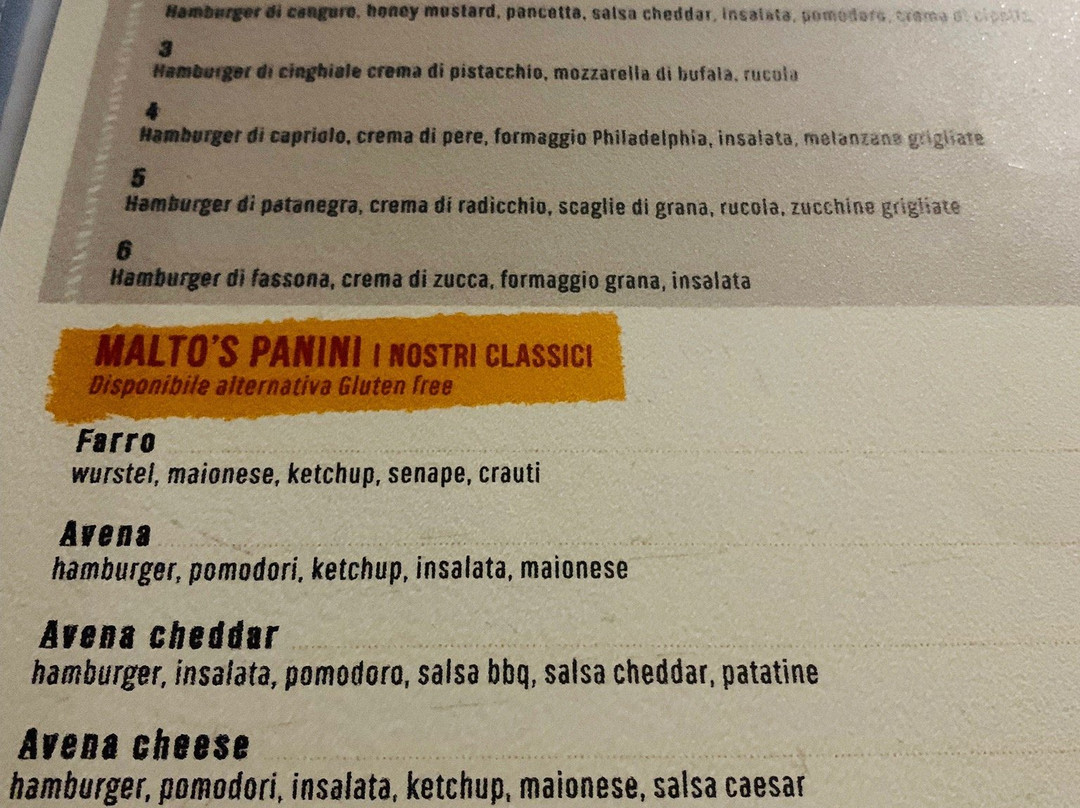 Hamburger di canguro, honey mustard, pancetta, salsa cheddar, insalata, pomodoro, crema di cipolle
3
Hamburger di cinghiale crema di pistacchio, mozzarella di bufala, rucola
4
Hamburger di capriolo, crema di pere, formaggio Philadelphia, insalata, melanzane grigliate
5
Hamburger di patanegra, crema di radicchio, scaglie di grana, rucola, zucchine grigliate
6
Hamburger di fassona, crema di zucca, formaggio grana, insalata
MALTO'S PANINI I NOSTRI CLASSICI
Disponibile alternativa Gluten free
Farro
wurstel, maionese, ketchup, senape, crauti
Avena
hamburger, pomodori, ketchup, insalata, maionese
Avena cheddar
hamburger, insalata, pomodoro, salsa bbq, salsa cheddar, patatine
Avena cheese
hamburger, pomodori, insalata, ketchup, maionese, salsa caesar